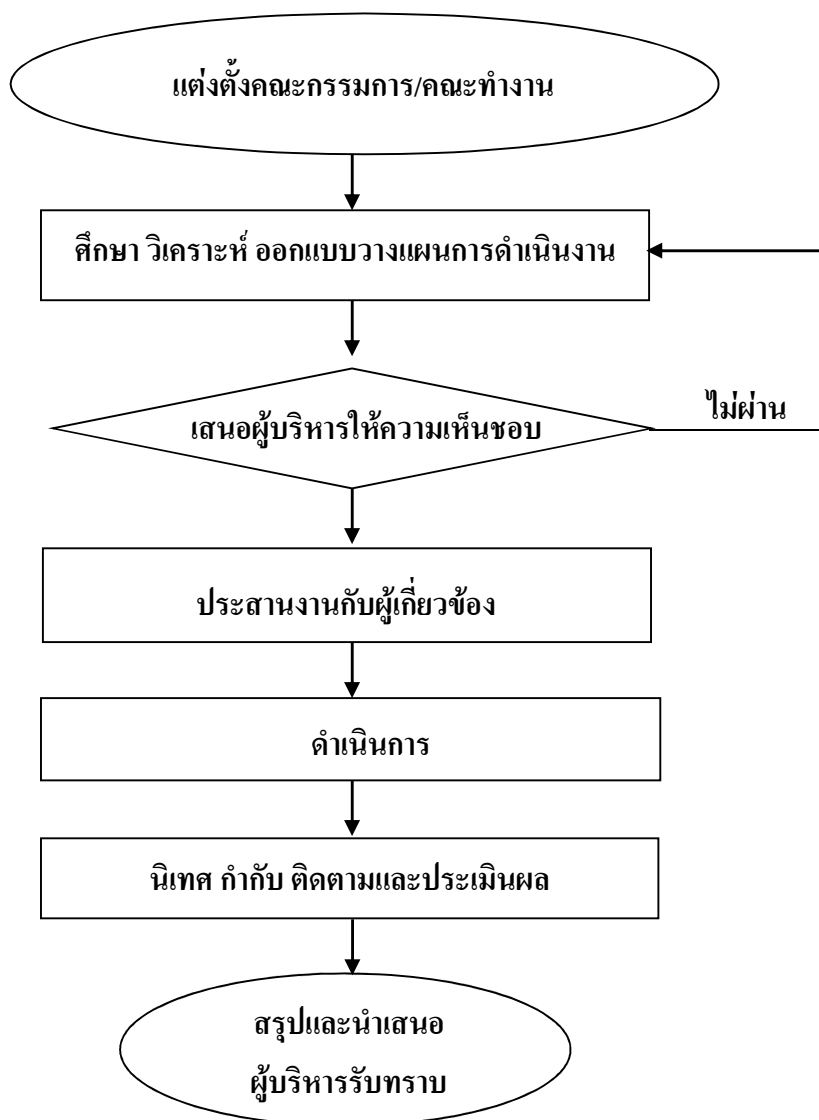 แต่งตั้งคณะกรรมการ/คณะทำงาน
ศึกษา วิเคราะห์ ออกแบบวางแผนการดำเนินงาน
เสนอผู้บริหารให้ความเห็นชอบ
ไม่ผ่าน
ประสานงานกับผู้เกี่ยวข้อง
ดำเนินการ
นิเทศ กำกับ ติดตามและประเมินผล
สรุปและนำเสนอ
ผู้บริหารรับทราบ